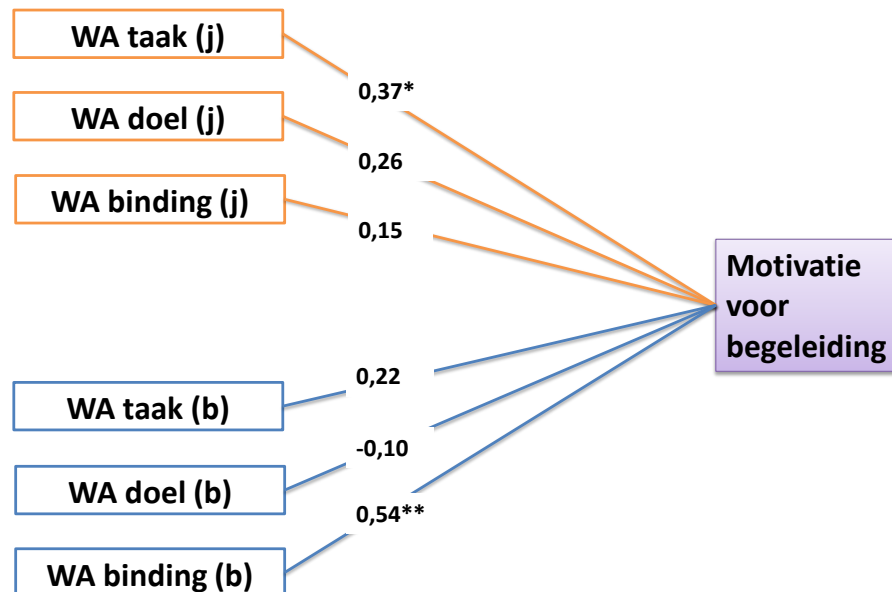 WA taak (j)
0,37*
WA doel (j)
0,26
WA binding (j)
0,15
Motivatie
voor
begeleiding
0,22
WA taak (b)
-0,10
WA doel (b)
0,54**
WA binding (b)